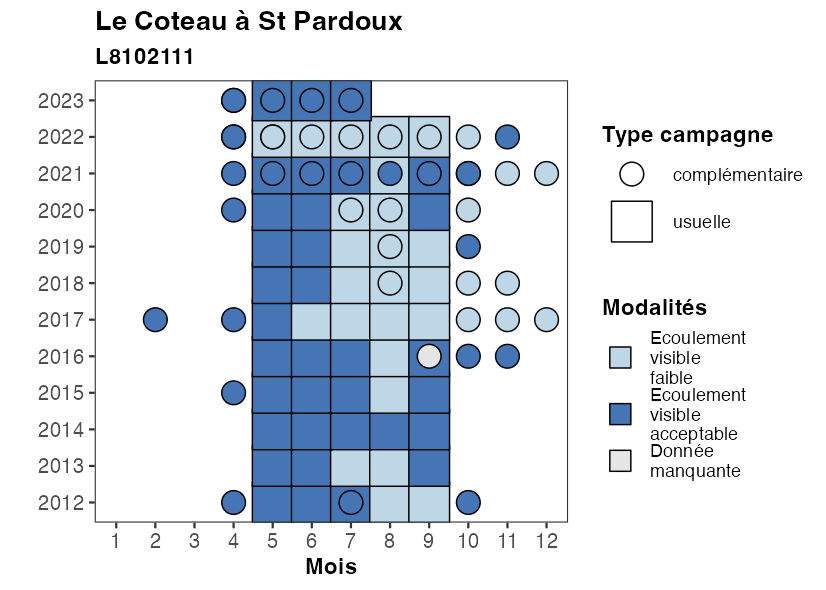 Le Coteau à St Pardoux
L8102111
2023
2022
2021
2020
2019
2018
2017
2016
2015
2014
2013
2012
1 2 3 4 5 6 7 8 9 10 11 12
Mois
Type campagne
complémentaire
usuelle
Modalités
Ecoulement
visible
faible
Ecoulement
visible
acceptable
Donnée
manquante